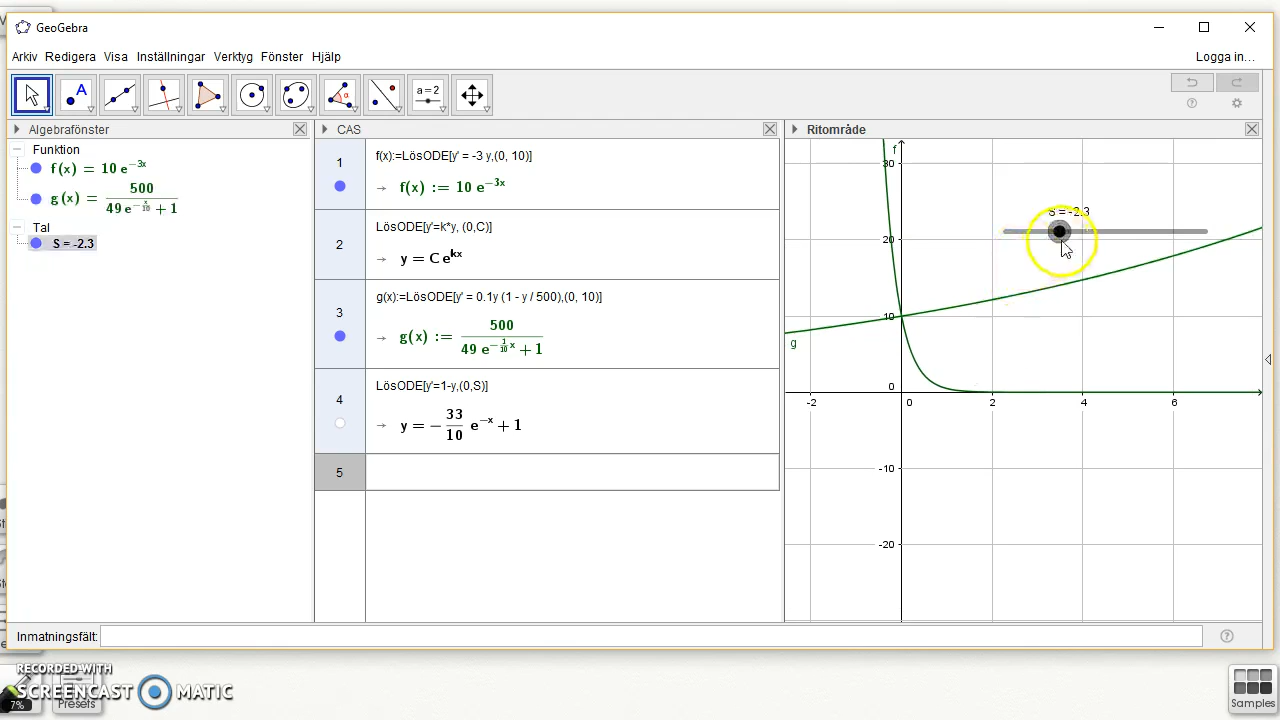 GeoGebra
Arkiv Redigera Visa Inställningar Verktyg Fönster Hjälp Logga in...
A α a = 2
Algebrafönster
Funktion
f(x) = 10 e^(-3x)
g(x) = 500 / (49 e^(-x/10) + 1)
Tal
S = -2.3
CAS
1 f(x):=LösODE[y' = -3 y,(0, 10)]
→ f(x) := 10 e^(-3x)
2 LösODE[y'=k*y, (0,C)]
→ y = C e^(kx)
3 g(x):=LösODE[y' = 0.1y (1 - y / 500),(0, 10)]
→ g(x) := 500 / (49 e^(-1/10 x) + 1)
4 LösODE[y'=1-y,(0,S)]
→ y = - 33/10 e^(-x) + 1
5
Ritområde
f
30
S = -2.3
20
10
g
0
-2 0 2 4 6
-10
-20
Inmatningsfält:
RECORDED WITH
SCREENCAST MATIC
7% Presets
Samples